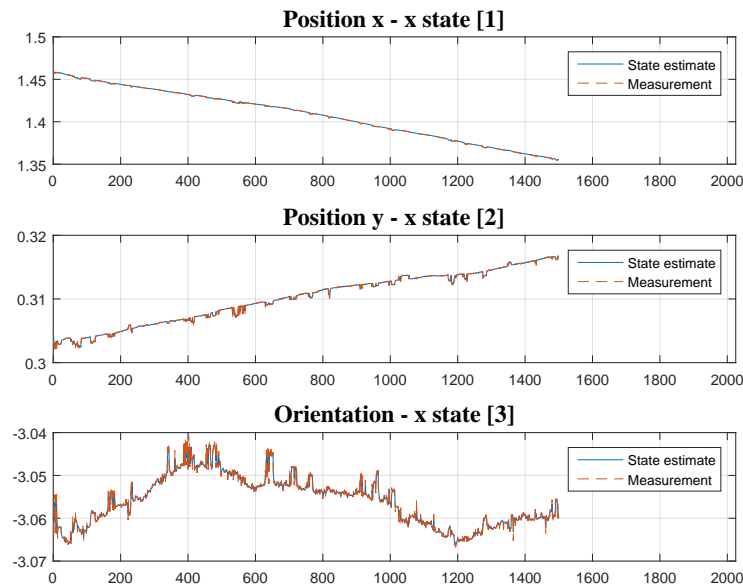 Position x - x state [1]
1.5
1.45
1.4
1.35
State estimate
Measurement
0 200 400 600 800 1000 1200 1400 1600 1800 2000
Position y - x state [2]
0.32
0.31
0.3
State estimate
Measurement
0 200 400 600 800 1000 1200 1400 1600 1800 2000
Orientation - x state [3]
-3.04
-3.05
-3.06
-3.07
State estimate
Measurement
0 200 400 600 800 1000 1200 1400 1600 1800 2000